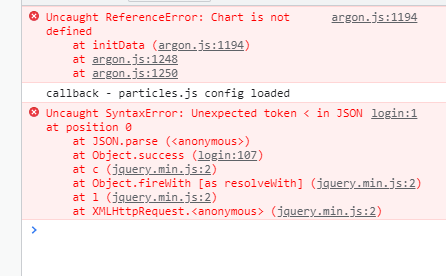 Uncaught ReferenceError: Chart is not argon.js:1194
defined
at initData (argon.js:1194)
at argon.js:1248
at argon.js:1250
callback - particles.js config loaded
Uncaught SyntaxError: Unexpected token < in JSON login:1
at position 0
at JSON.parse (<anonymous>)
at Object.success (login:107)
at c (jquery.min.js:2)
at Object.fireWith [as resolveWith] (jquery.min.js:2)
at l (jquery.min.js:2)
at XMLHttpRequest.<anonymous> (jquery.min.js:2)